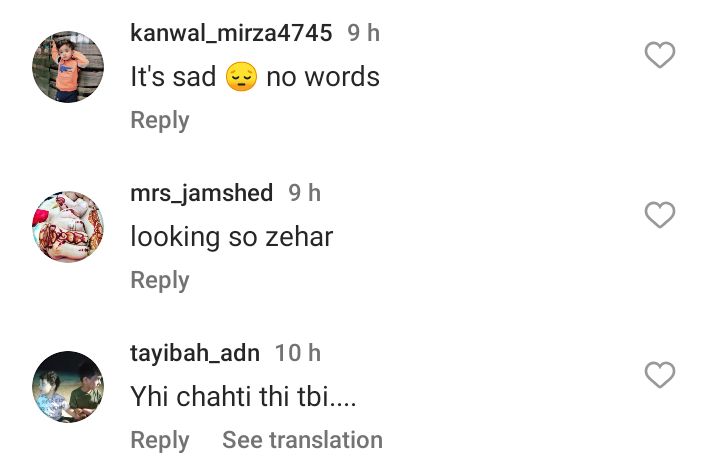 kanwal_mirza4745 9 h
It's sad 😔 no words
Reply
mrs_jamshed 9 h
looking so zehar
Reply
tayibah_adn 10 h
Yhi chahti thi tbi....
Reply See translation